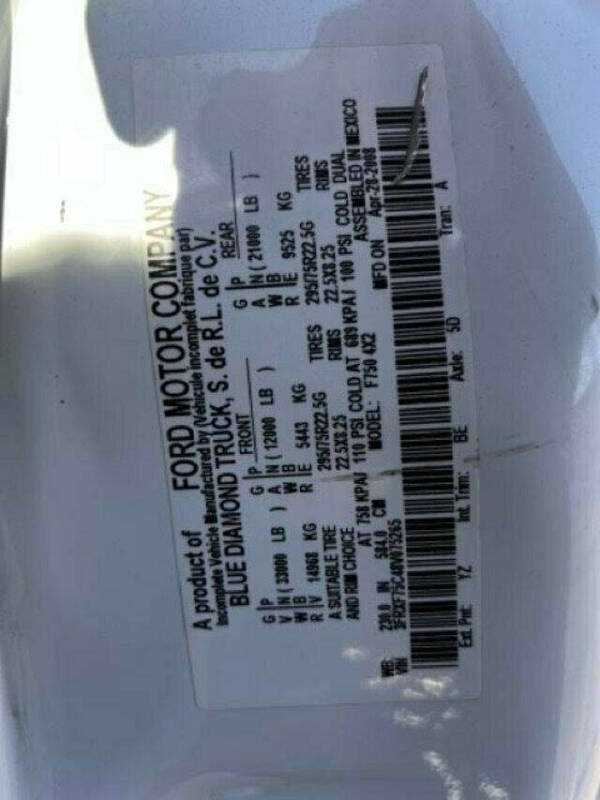 A product of FORD MOTOR COMPANY
Incomplete Vehicle Manufactured by (Vehicule incomplet fabrique par)
BLUE DIAMOND TRUCK, S. de R.L. de C.V.
FRONT REAR
G P G P G P
V N ( 33000 LB ) A N ( 12000 LB ) A N ( 21000 LB )
W B W B W B
R V 14968 KG R E 5443 KG R E 9525 KG
A SUITABLE TIRE 295/75R22.5G TIRES 295/75R22.5G TIRES
AND RIM CHOICE 22.5X8.25 RIMS 22.5X8.25 RIMS
AT 758 KPA/ 110 PSI COLD AT 689 KPA/ 100 PSI COLD DUAL
WB: 230.0 IN 584.0 CM MODEL: F750 4X2 ASSEMBLED IN MEXICO
VIN 3FRXF75C48V075265 MFD ON Apr-28-2008
Ext Pnt: YZ Int Trim: BE Axle: 5D Tran: A